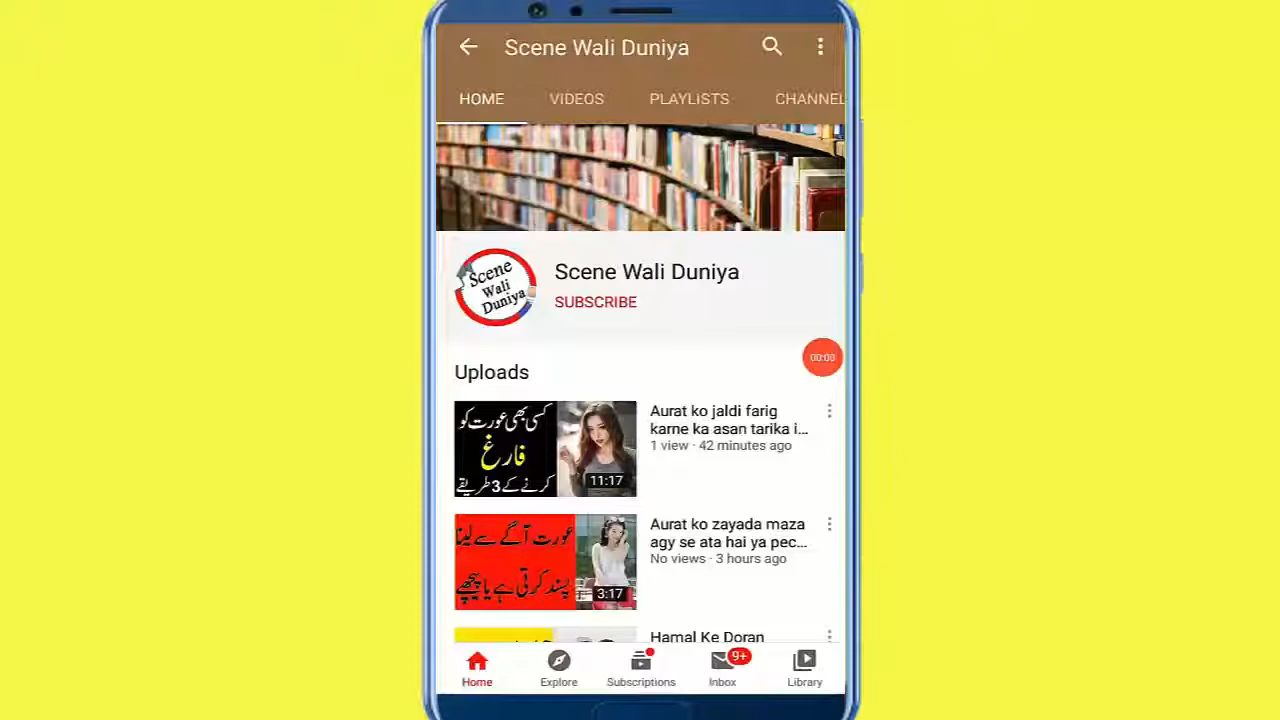 Scene Wali Duniya
HOME VIDEOS PLAYLISTS CHANNEL
Scene
Wali
Duniya
Scene Wali Duniya
SUBSCRIBE
00:00
Uploads
کسی بھی عورت کو
فارغ
کرنے کے 3 طریقے
11:17
Aurat ko jaldi farig
karne ka asan tarika i...
1 view · 42 minutes ago
عورت آگے سے لینا
پسند کرتی ہے یا پیچھے
3:17
Aurat ko zayada maza
agy se ata hai ya pec...
No views · 3 hours ago
Hamal Ke Doran
9+
Home Explore Subscriptions Inbox Library